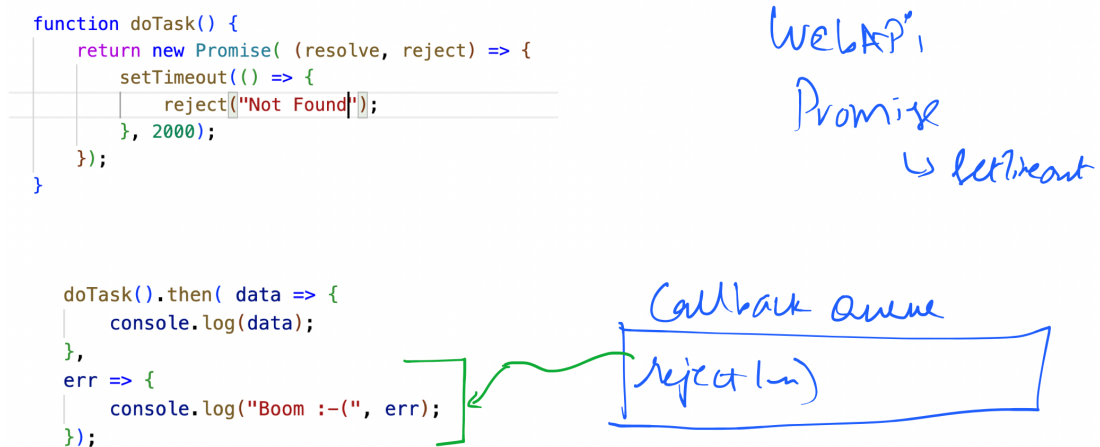 function doTask() {
return new Promise( (resolve, reject) => {
setTimeout(() => {
reject("Not Found");
}, 2000);
});
}
WebAPi
Promise
↳ SetTimeout
doTask().then( data => {
console.log(data);
},
err => {
console.log("Boom :-(", err);
});
Callback queue
reject(~)